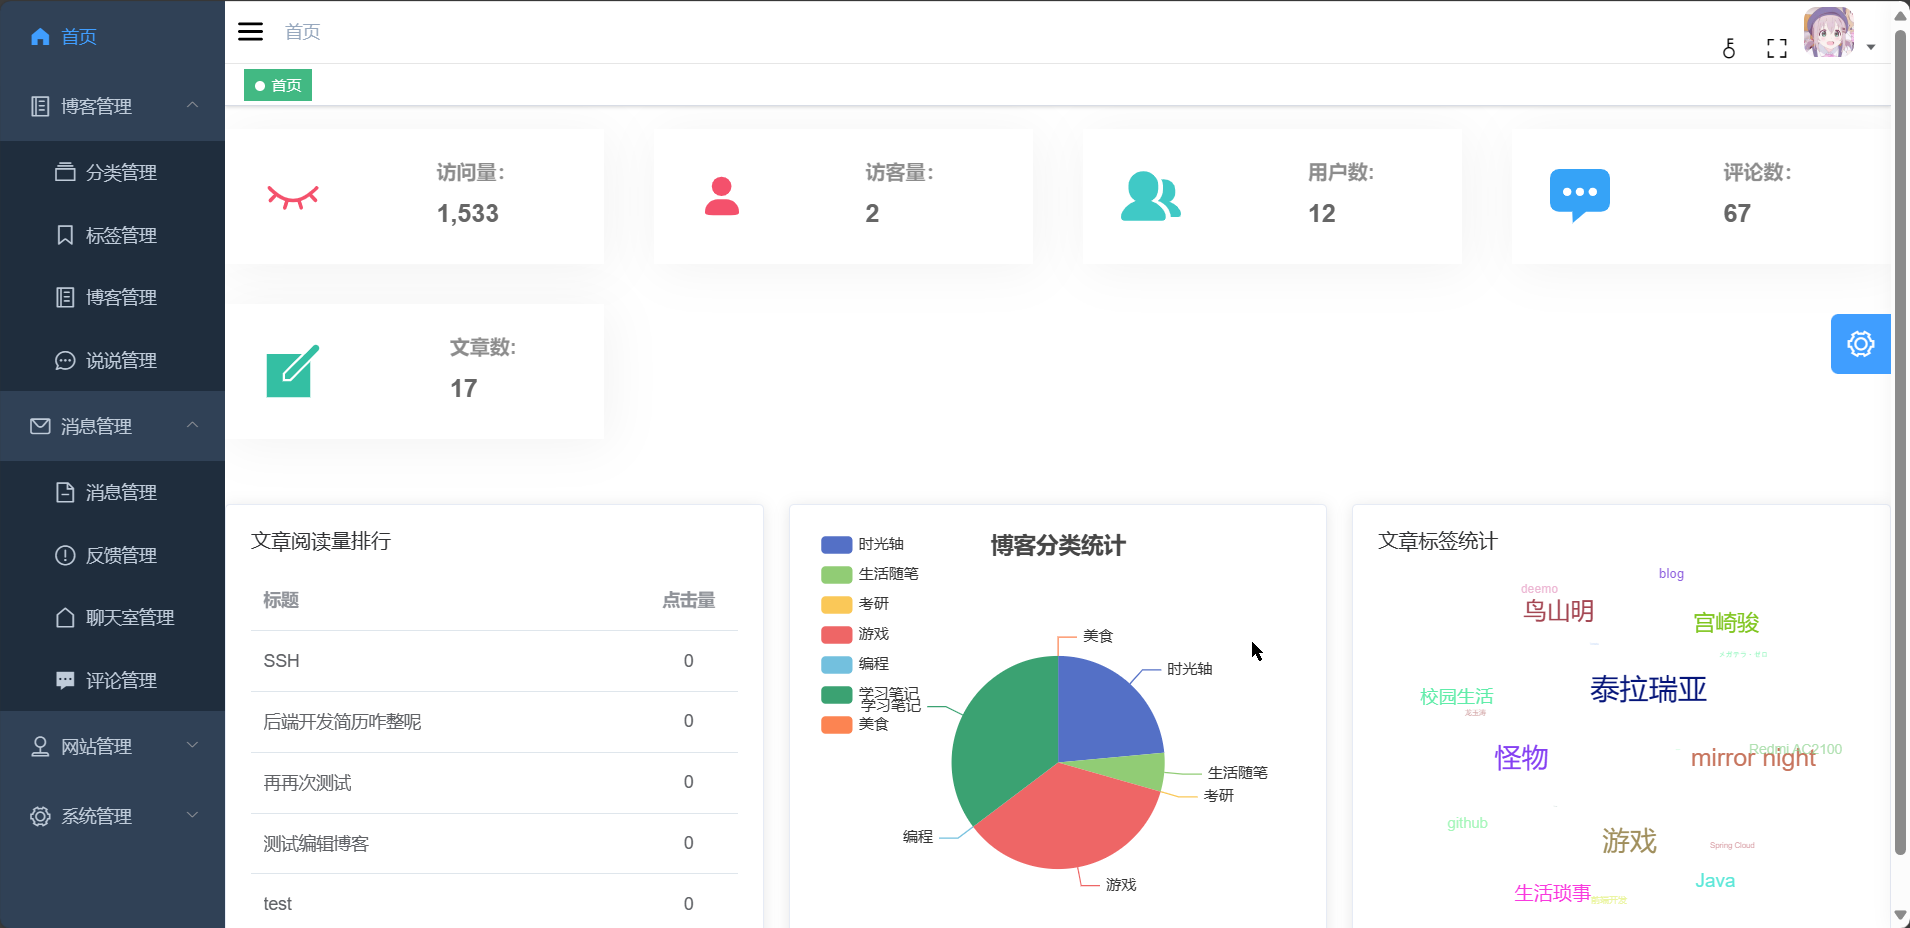 首页
博客管理
分类管理
标签管理
博客管理
说说管理
消息管理
消息管理
反馈管理
聊天室管理
评论管理
网站管理
系统管理
首页
首页
访问量:
1,533
访客量:
2
用户数:
12
评论数:
67
文章数:
17
文章阅读量排行
标题 点击量
SSH 0
后端开发简历咋整呢 0
再再次测试 0
测试编辑博客 0
test 0
博客分类统计
时光轴
生活随笔
考研
游戏
编程
学习笔记
美食
美食
时光轴
学习笔记
生活随笔
考研
编程
游戏
文章标签统计
blog
deemo
鸟山明
宫崎骏
泰拉瑞亚
校园生活
Redmi AC2100
怪物
mirror night
github
游戏
Spring Cloud
Java
生活琐事